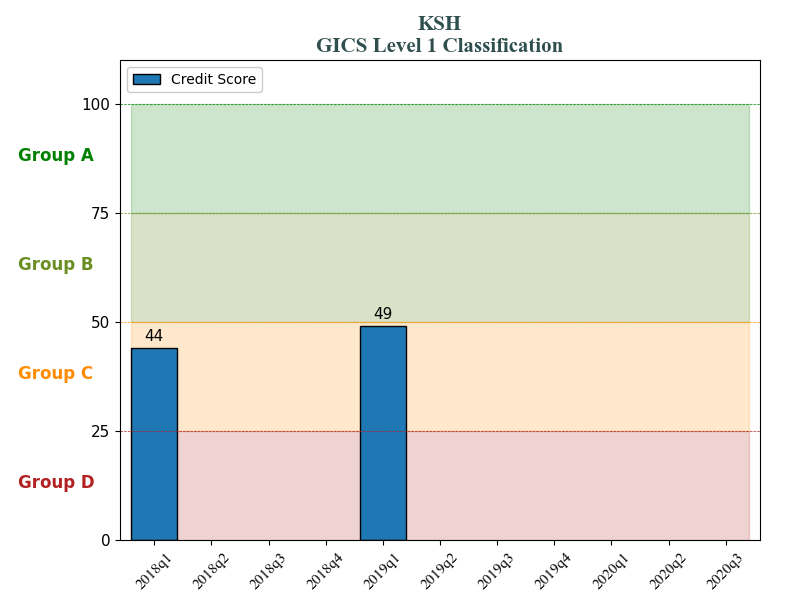 KSH
GICS Level 1 Classification
Credit Score
100
Group A
75
Group B
50
49
44
Group C
25
Group D
0
2018q1
2018q2
2018q3
2018q4
2019q1
2019q2
2019q3
2019q4
2020q1
2020q2
2020q3